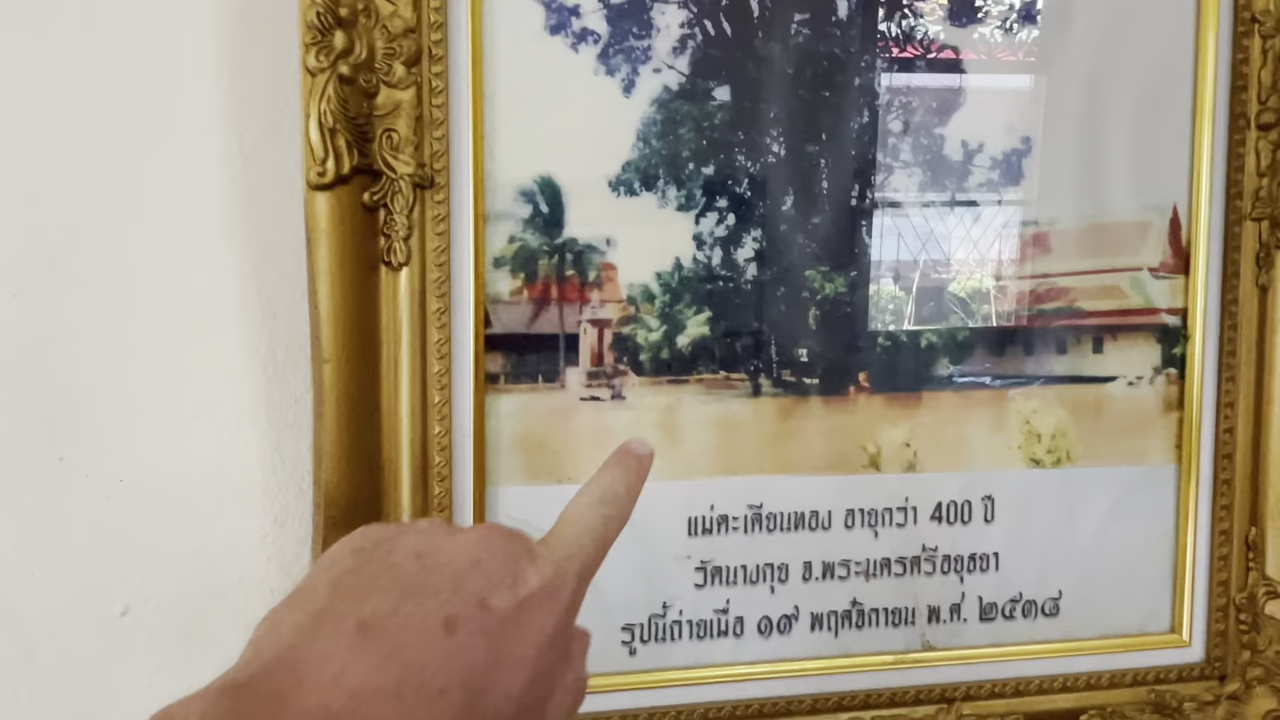 แม่ตะเคียนทอง อายุกว่า 400 ปี
วัดนางกุย อ.พระนครศรีอยุธยา
รูปนี้ถ่ายเมื่อ ๑๙ พฤศจิกายน พ.ศ. ๒๕๓๘